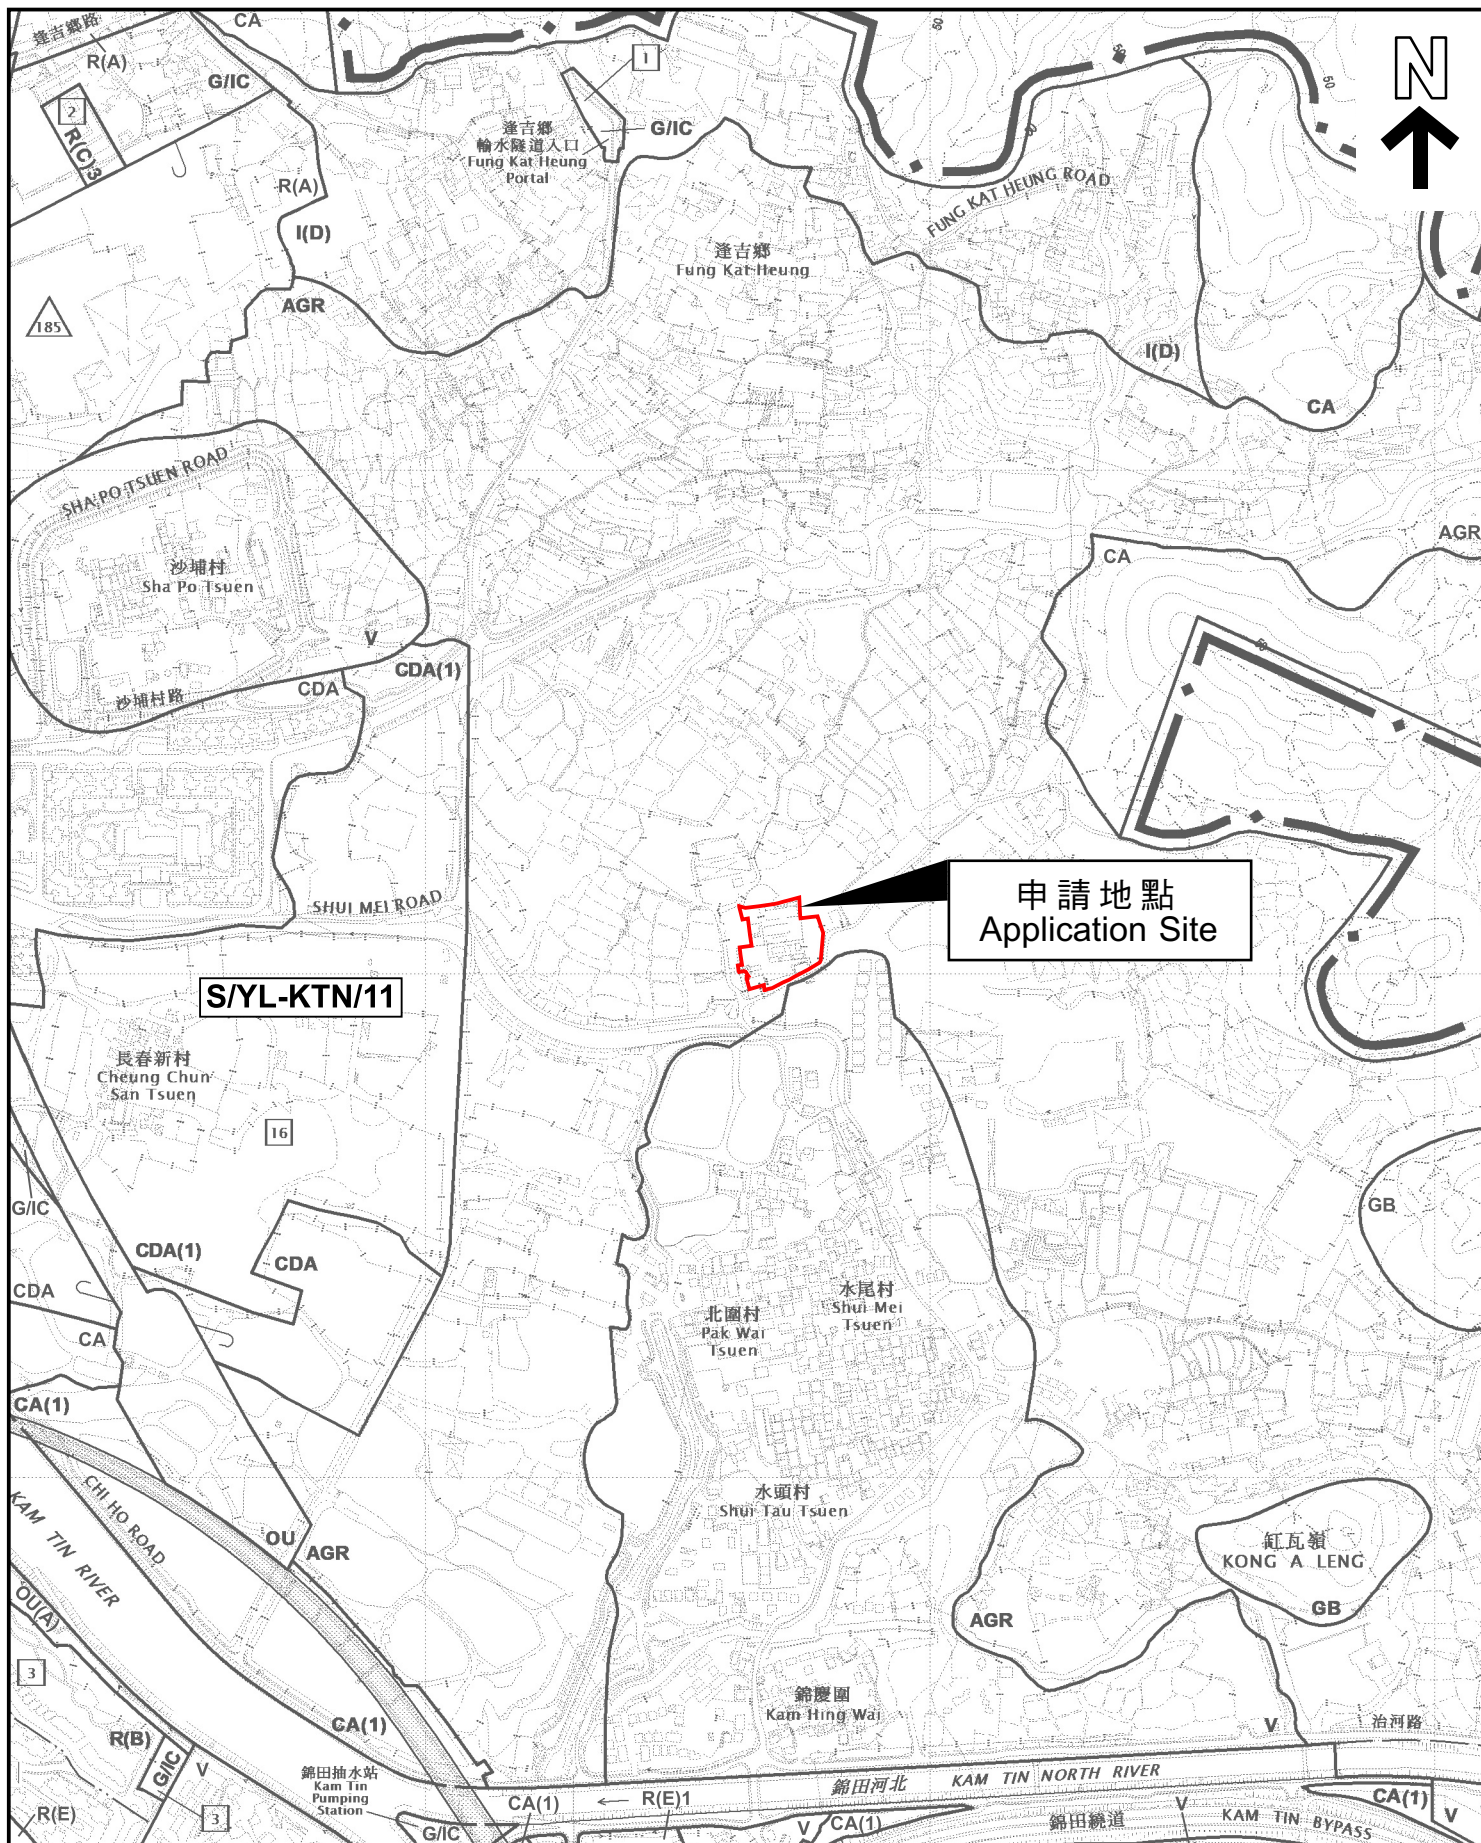 逢吉鄉路
R(A)
CA
G/IC
2
R(C)3
1
逢吉鄉
輸水隧道入口
Fung Kat Heung
Portal
G/IC
R(A)
I(D)
50
50
50
50
N
FUNG KAT HEUNG ROAD
逢吉鄉
Fung Kat Heung
AGR
185
I(D)
CA
SHA PO TSUEN ROAD
沙埔村
Sha Po Tsuen
V
CDA(1)
CDA
沙埔村路
CA
AGR
50
SHUI MEI ROAD
申請地點
Application Site
S/YL-KTN/11
長春新村
Cheung Chun
San Tsuen
16
G/IC
CDA(1)
CDA
CDA
CA
GB
水尾村
Shui Mei
Tsuen
北圍村
Pak Wai
Tsuen
CA(1)
CHI HO ROAD
KAM TIN RIVER
水頭村
Shui Tau Tsuen
OU
AGR
缸瓦嶺
KONG A LENG
GB
OU(A)
AGR
3
錦慶圍
Kam Hing Wai
R(B)
G/IC
V
CA(1)
V
治河路
錦田抽水站
Kam Tin
Pumping
Station
錦田河北
KAM TIN NORTH RIVER
R(E)
3
G/IC
CA(1)
R(E)1
V
CA(1)
錦田繞道
V
KAM TIN BYPASS
CA(1)
V